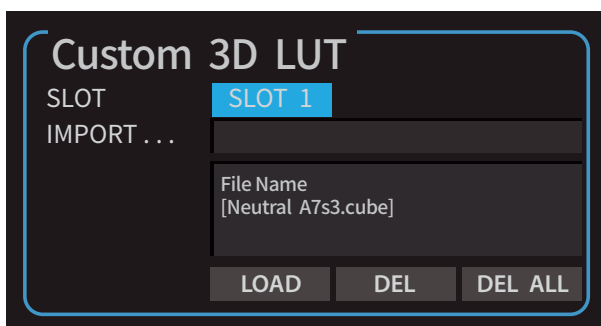 Custom 3D LUT
SLOT SLOT 1
IMPORT . . .
File Name
[Neutral A7s3.cube]
LOAD DEL DEL ALL